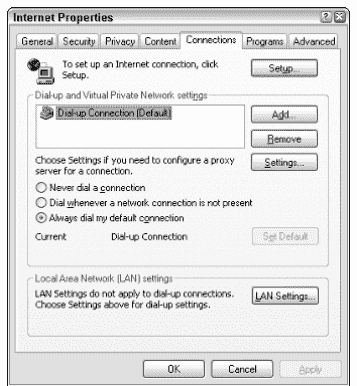 Internet Properties
General Security Privacy Content Connections Programs Advanced
To set up an Internet connection, click
Setup.
Setup...
Dial-up and Virtual Private Network settings
Dial-up Connection (Default)
Add...
Remove
Choose Settings if you need to configure a proxy
server for a connection.
Settings...
Never dial a connection
Dial whenever a network connection is not present
Always dial my default connection
Current Dial-up Connection Set Default
Local Area Network (LAN) settings
LAN Settings do not apply to dial-up connections.
Choose Settings above for dial-up settings.
LAN Settings...
OK Cancel Apply